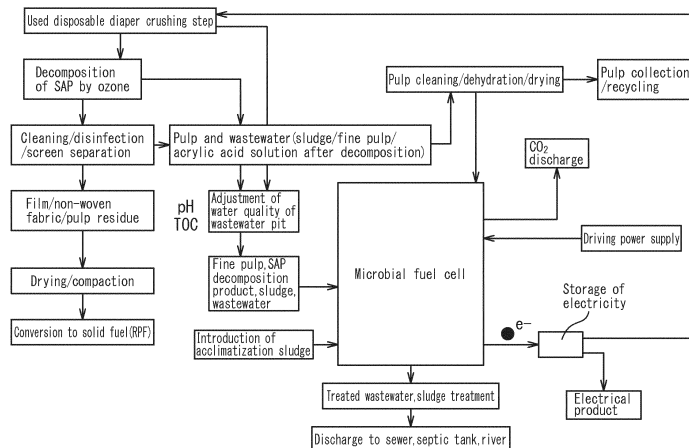 Used disposable diaper crushing step
Decomposition
of SAP by ozone
Pulp cleaning/dehydration/drying
Pulp collection
/recycling
Cleaning/disinfection
/screen separation
Pulp and wastewater(sludge/fine pulp/
acrylic acid solution after decomposition)
CO2
discharge
Film/non-woven
fabric/pulp residue
pH
TOC
Adjustment of
water quality of
wastewater pit
Driving power supply
Microbial fuel cell
Drying/compaction
Fine pulp,SAP
decomposition
product,sludge,
wastewater
Storage of
electricity
e-
Conversion to solid fuel(RPF)
Introduction of
acclimatization sludge
Treated wastewater,sludge treatment
Electrical
product
Discharge to sewer,septic tank,river